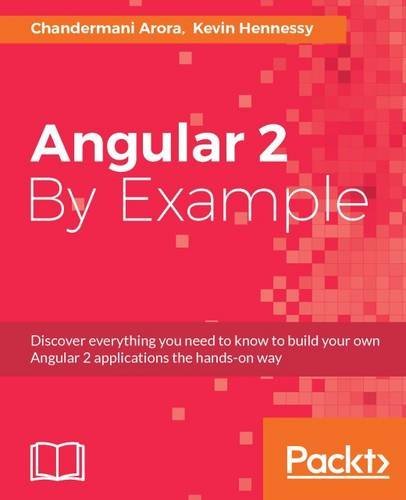 Chandermani Arora, Kevin Hennessy
Angular 2
By Example
Discover everything you need to know to build your own
Angular 2 applications the hands-on way
Packt>